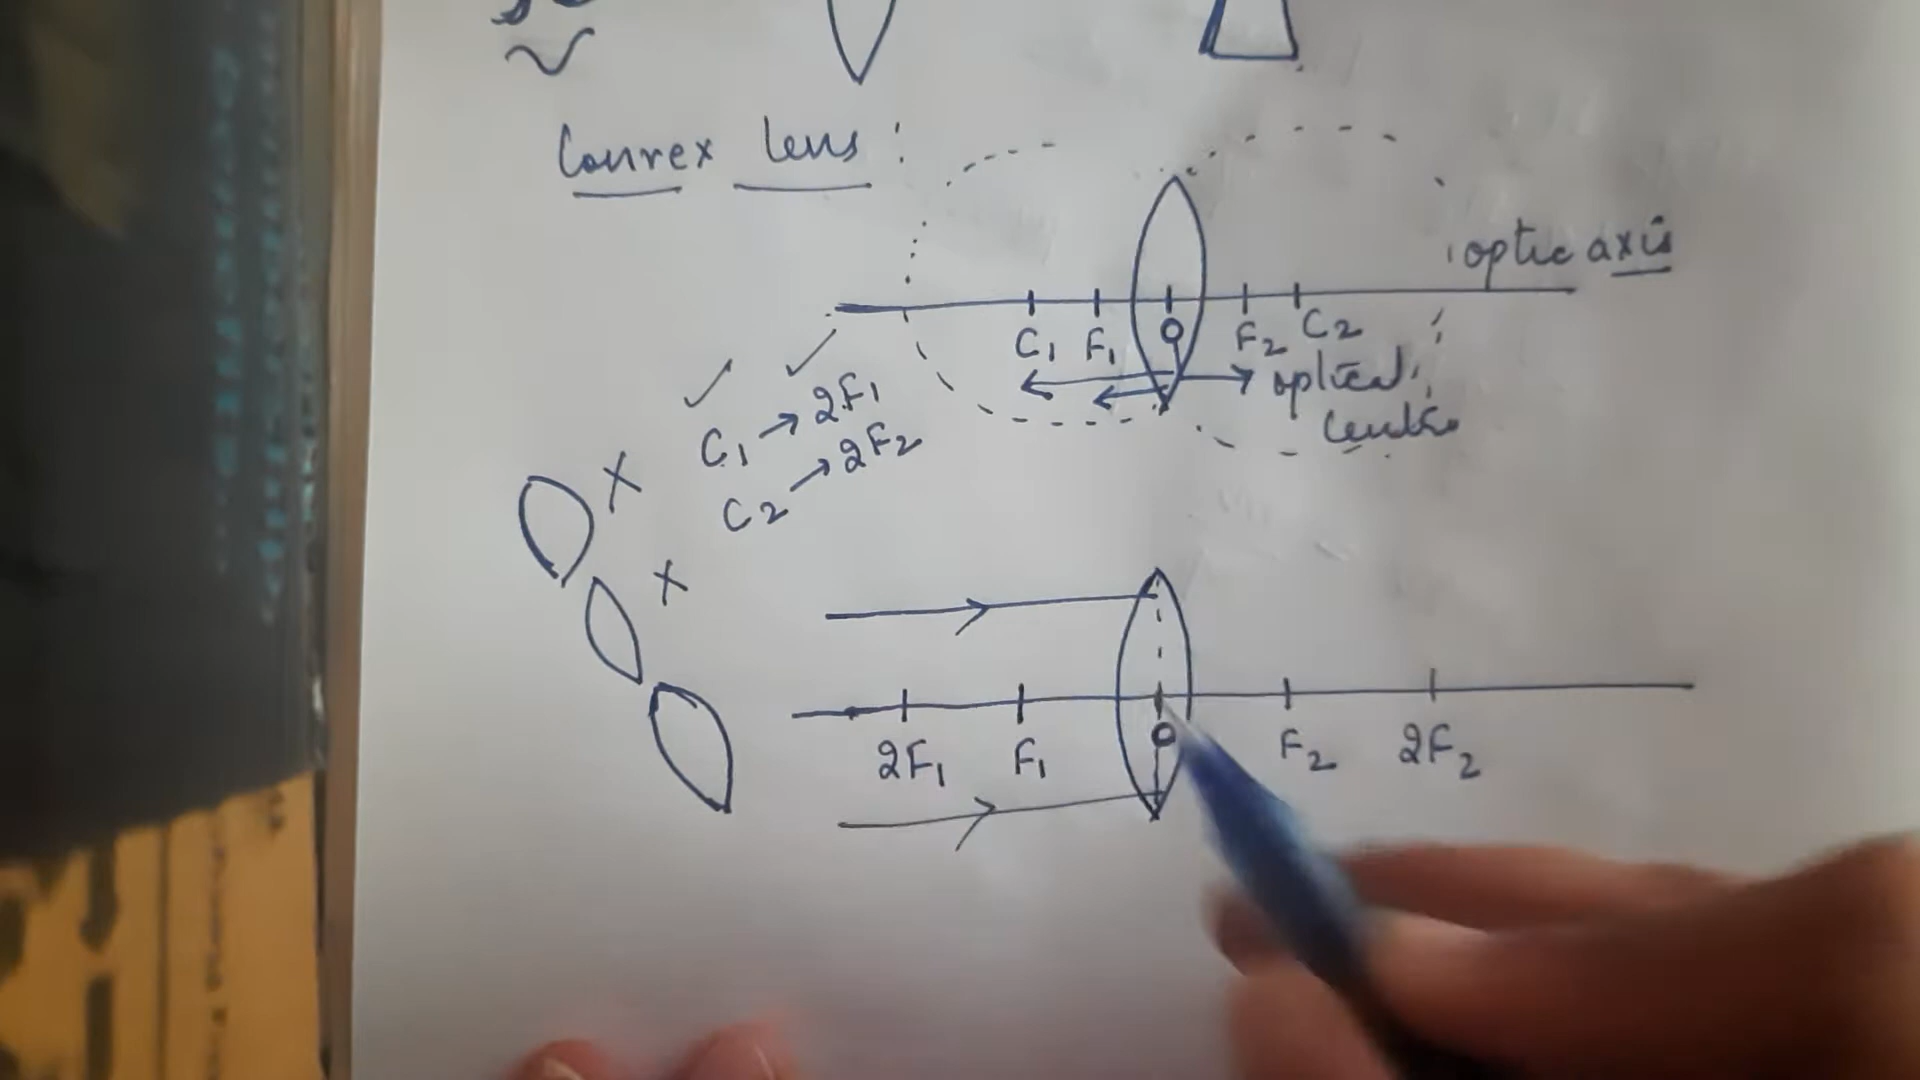 Convex lens :
optic axis
C₁ F₁ O F₂ C₂
optical
centre
C₁ → 2F₁
C₂ → 2F₂
X
X
2F₁ F₁ O F₂ 2F₂